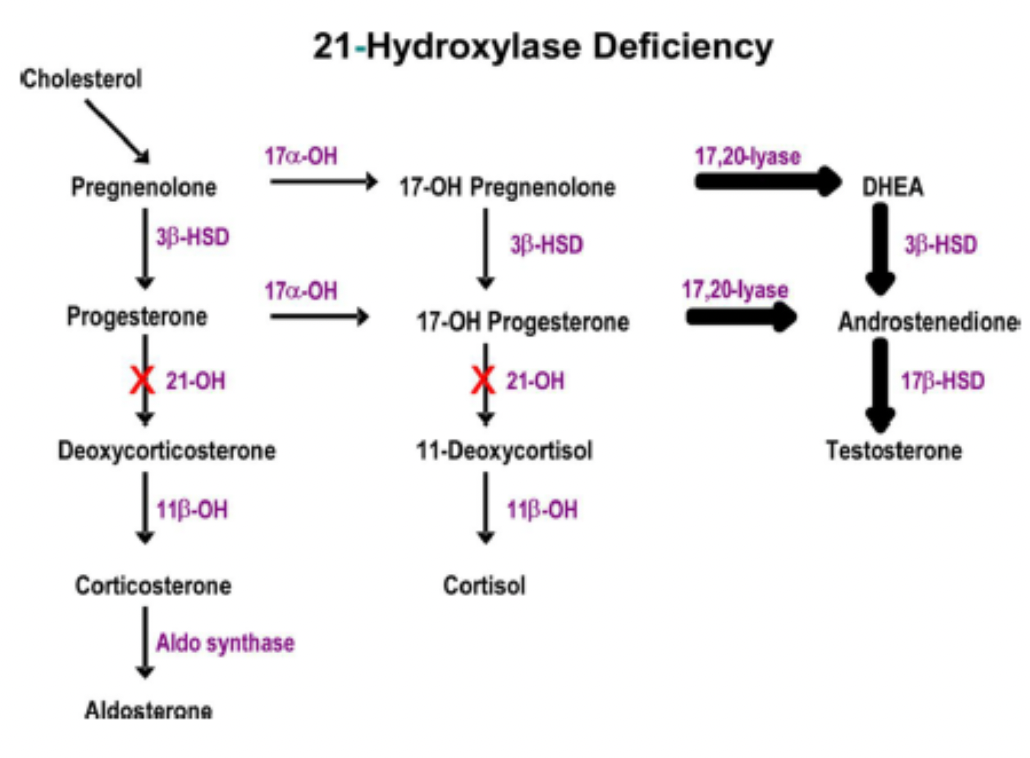 21-Hydroxylase Deficiency
Cholesterol
17α-OH
17,20-lyase
Pregnenolone
17-OH Pregnenolone
DHEA
3β-HSD
3β-HSD
3β-HSD
17α-OH
17,20-lyase
Progesterone
17-OH Progesterone
Androstenedione
X 21-OH
X 21-OH
17β-HSD
Deoxycorticosterone
11-Deoxycortisol
Testosterone
11β-OH
11β-OH
Corticosterone
Cortisol
Aldo synthase
Aldosterone